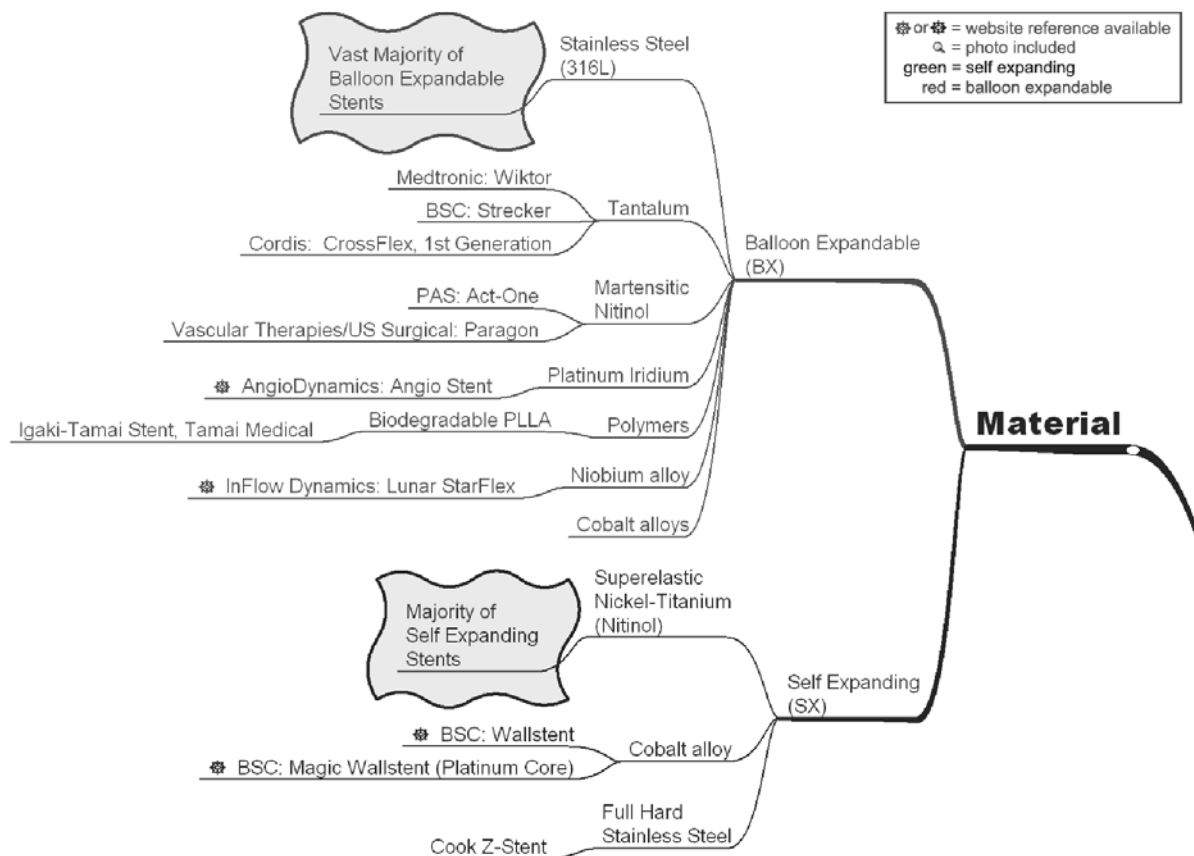 Vast Majority of
Balloon Expandable
Stents
Stainless Steel
(316L)
or = website reference available
= photo included
green = self expanding
red = balloon expandable
Medtronic: Wiktor
BSC: Strecker
Cordis: CrossFlex, 1st Generation
Tantalum
Balloon Expandable
(BX)
PAS: Act-One
Vascular Therapies/US Surgical: Paragon
Martensitic
Nitinol
AngioDynamics: Angio Stent
Platinum Iridium
Igaki-Tamai Stent, Tamai Medical
Biodegradable PLLA
Polymers
Material
InFlow Dynamics: Lunar StarFlex
Niobium alloy
Cobalt alloys
Majority of
Self Expanding
Stents
Superelastic
Nickel-Titanium
(Nitinol)
Self Expanding
(SX)
BSC: Wallstent
BSC: Magic Wallstent (Platinum Core)
Cobalt alloy
Cook Z-Stent
Full Hard
Stainless Steel